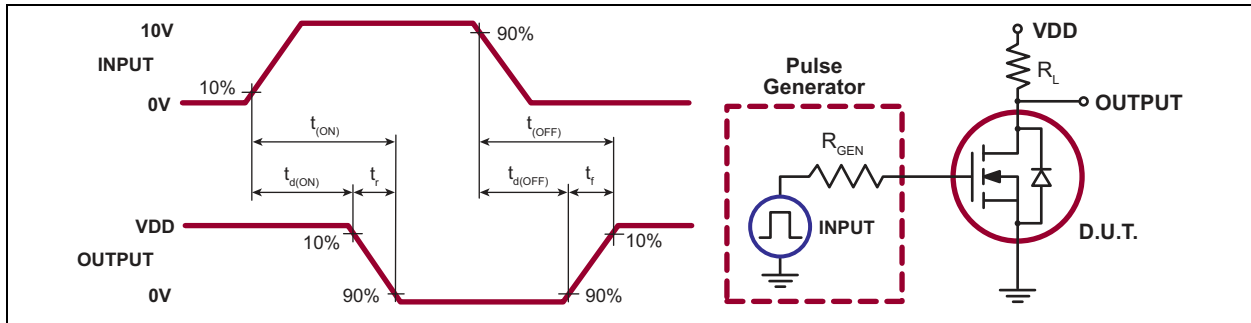 10V
INPUT
10%
0V
90%
t(ON)
t(OFF)
td(ON)
tr
td(OFF)
tf
VDD
OUTPUT
0V
10%
90%
90%
10%
Pulse
Generator
RGEN
INPUT
VDD
RL
OUTPUT
D.U.T.